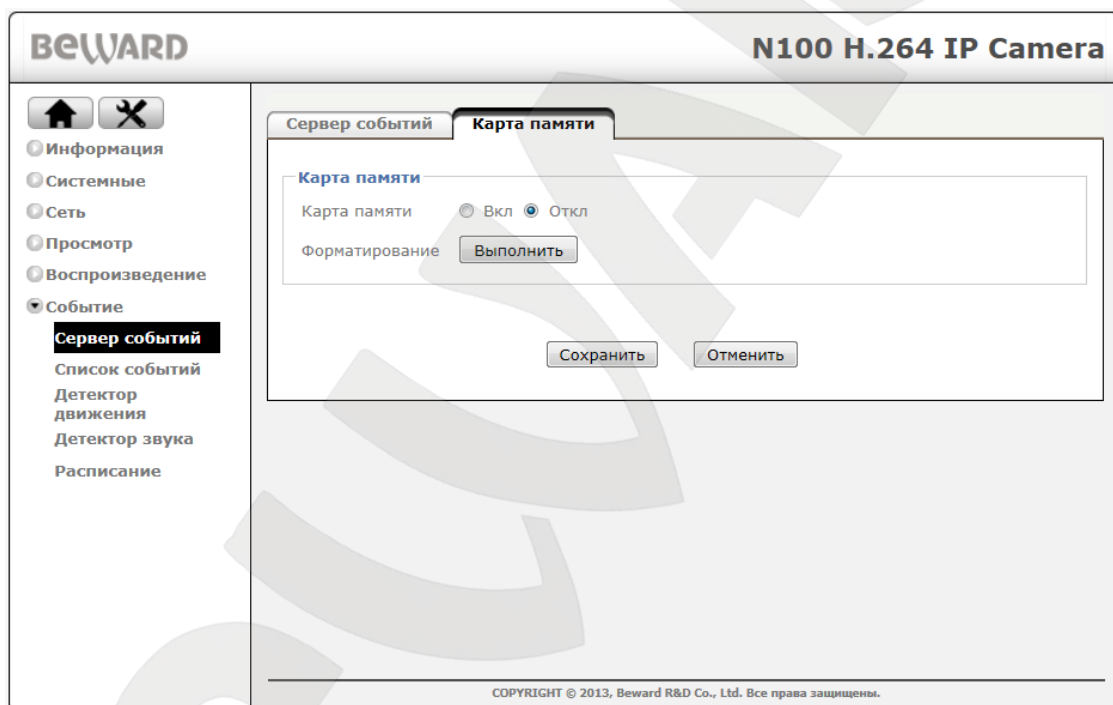 BEWARD
N100 H.264 IP Camera
Информация
Системные
Сеть
Просмотр
Воспроизведение
Событие
Сервер событий
Список событий
Детектор
движения
Детектор звука
Расписание
Сервер событий
Карта памяти
Карта памяти
Карта памяти Вкл Откл
Форматирование Выполнить
Сохранить Отменить
COPYRIGHT © 2013, Beward R&D Co., Ltd. Все права защищены.